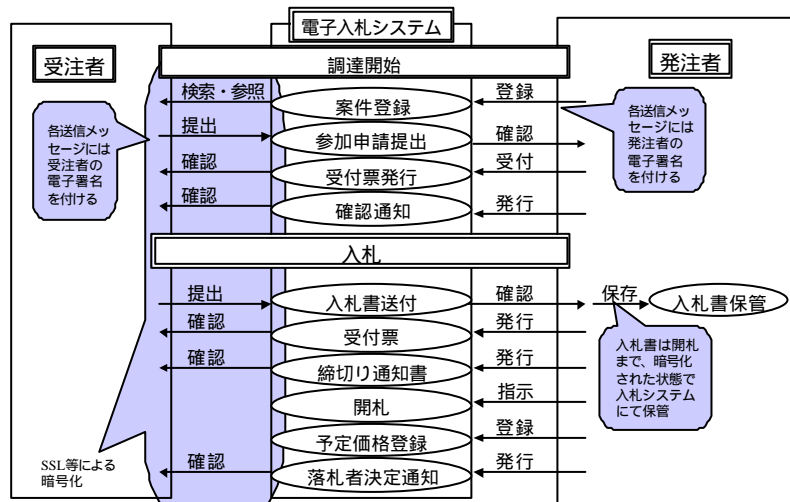 電子入札システム
受注者
発注者
調達開始
検索・参照
案件登録
登録
提出
参加申請提出
確認
確認
受付票発行
受付
確認
確認通知
発行
各送信メッ
セージには
受注者の
電子署名
を付ける
各送信メッ
セージには
発注者の
電子署名
を付ける
入札
提出
入札書送付
確認
保存
入札書保管
確認
受付票
発行
確認
締切り通知書
発行
開札
指示
予定価格登録
登録
確認
落札者決定通知
発行
入札書は開札
まで、暗号化
された状態で
入札システム
にて保管
SSL等による
暗号化